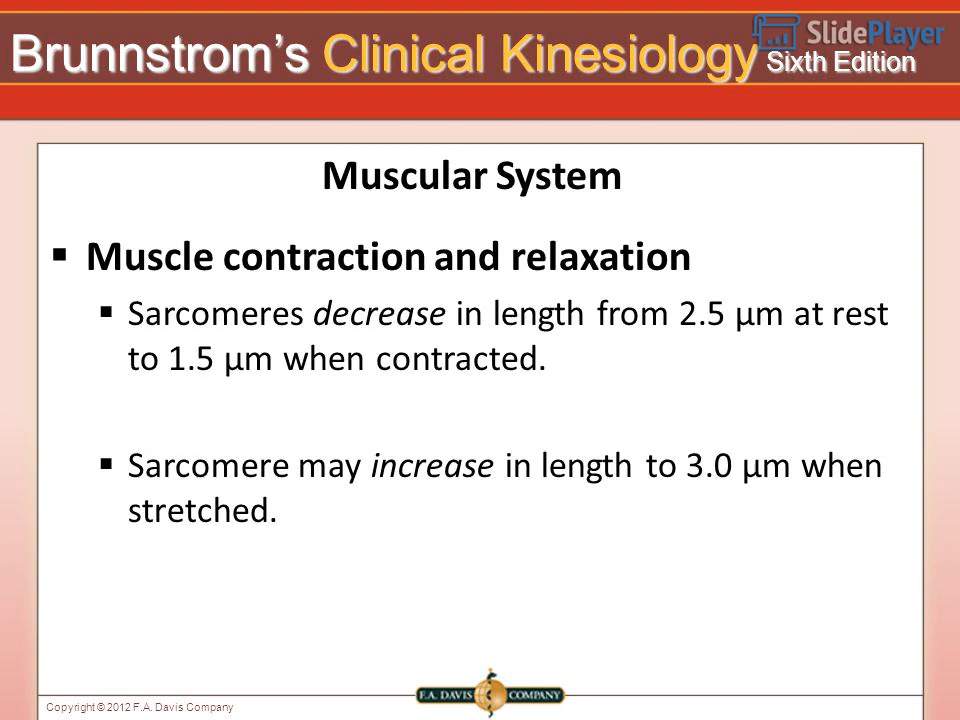 Brunnstrom’s Clinical Kinesiology Sixth Edition
SlidePlayer
Muscular System
▪ Muscle contraction and relaxation
▪ Sarcomeres decrease in length from 2.5 µm at rest
to 1.5 µm when contracted.
▪ Sarcomere may increase in length to 3.0 µm when
stretched.
F.A. DAVIS COMPANY
Copyright © 2012 F.A. Davis Company